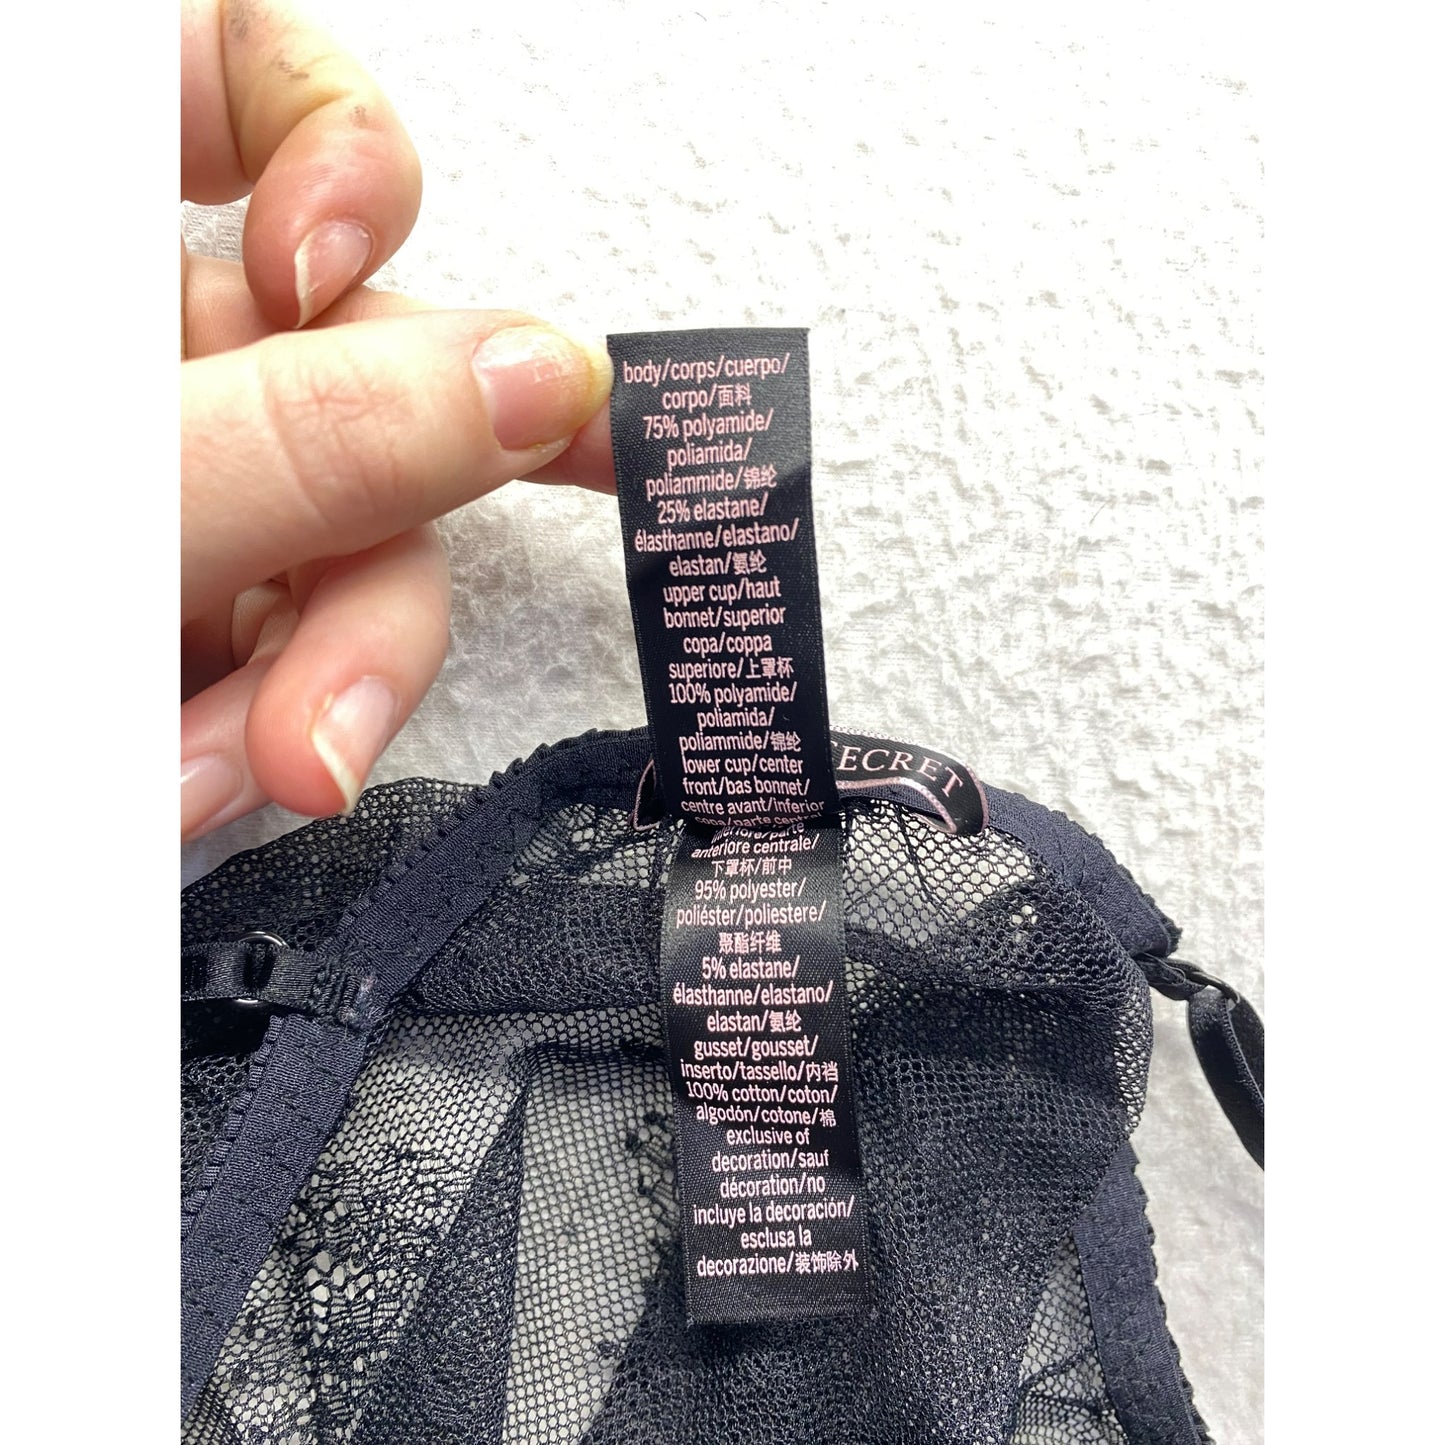 body/corps/cuerpo/
corpo/面料
75% polyamide/
poliamida/
poliammide/锦纶
25% elastane/
élasthanne/elastano/
elastan/氨纶
upper cup/haut
bonnet/superior
copa/coppa
superiore/上罩杯
100% polyamide/
poliamida/
poliammide/锦纶
lower cup/center
front/bas bonnet/
centre avant/inferior
copa/parte central
inferiore/parte
anteriore centrale/
下罩杯/前中
95% polyester/
poliéster/poliestere/
聚酯纤维
5% elastane/
élasthanne/elastano/
elastan/氨纶
gusset/gousset/
inserto/tassello/内裆
100% cotton/coton/
algodón/cotone/棉
exclusive of
decoration/sauf
décoration/no
incluye la decoración/
esclusa la
decorazione/装饰除外
SECRET